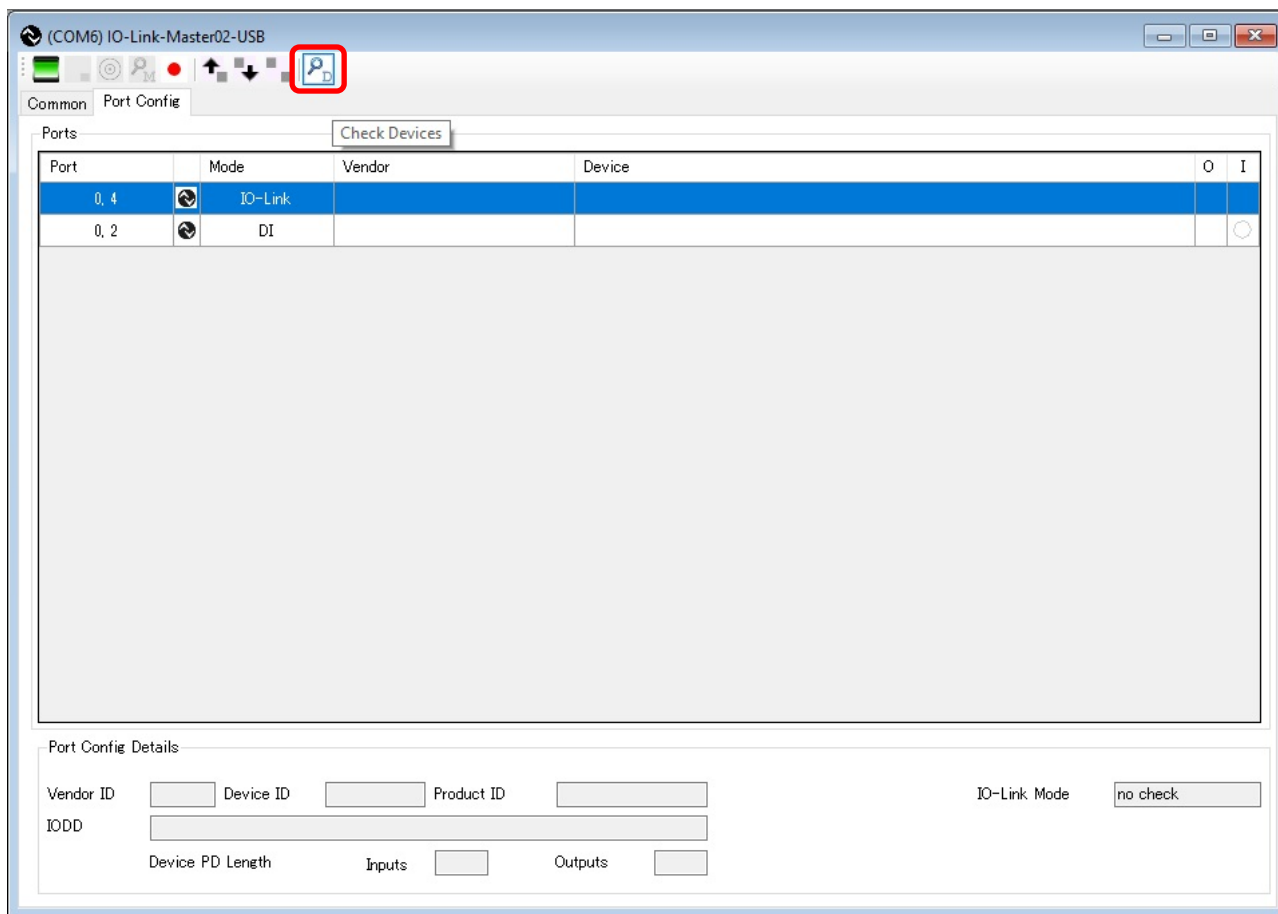 (COM6) IO-Link-Master02-USB
M D
Common Port Config
Ports
Check Devices
Port Mode Vendor Device O I
0, 4 IO-Link
0, 2 DI
Port Config Details
Vendor ID Device ID Product ID IO-Link Mode no check
IODD
Device PD Length Inputs Outputs